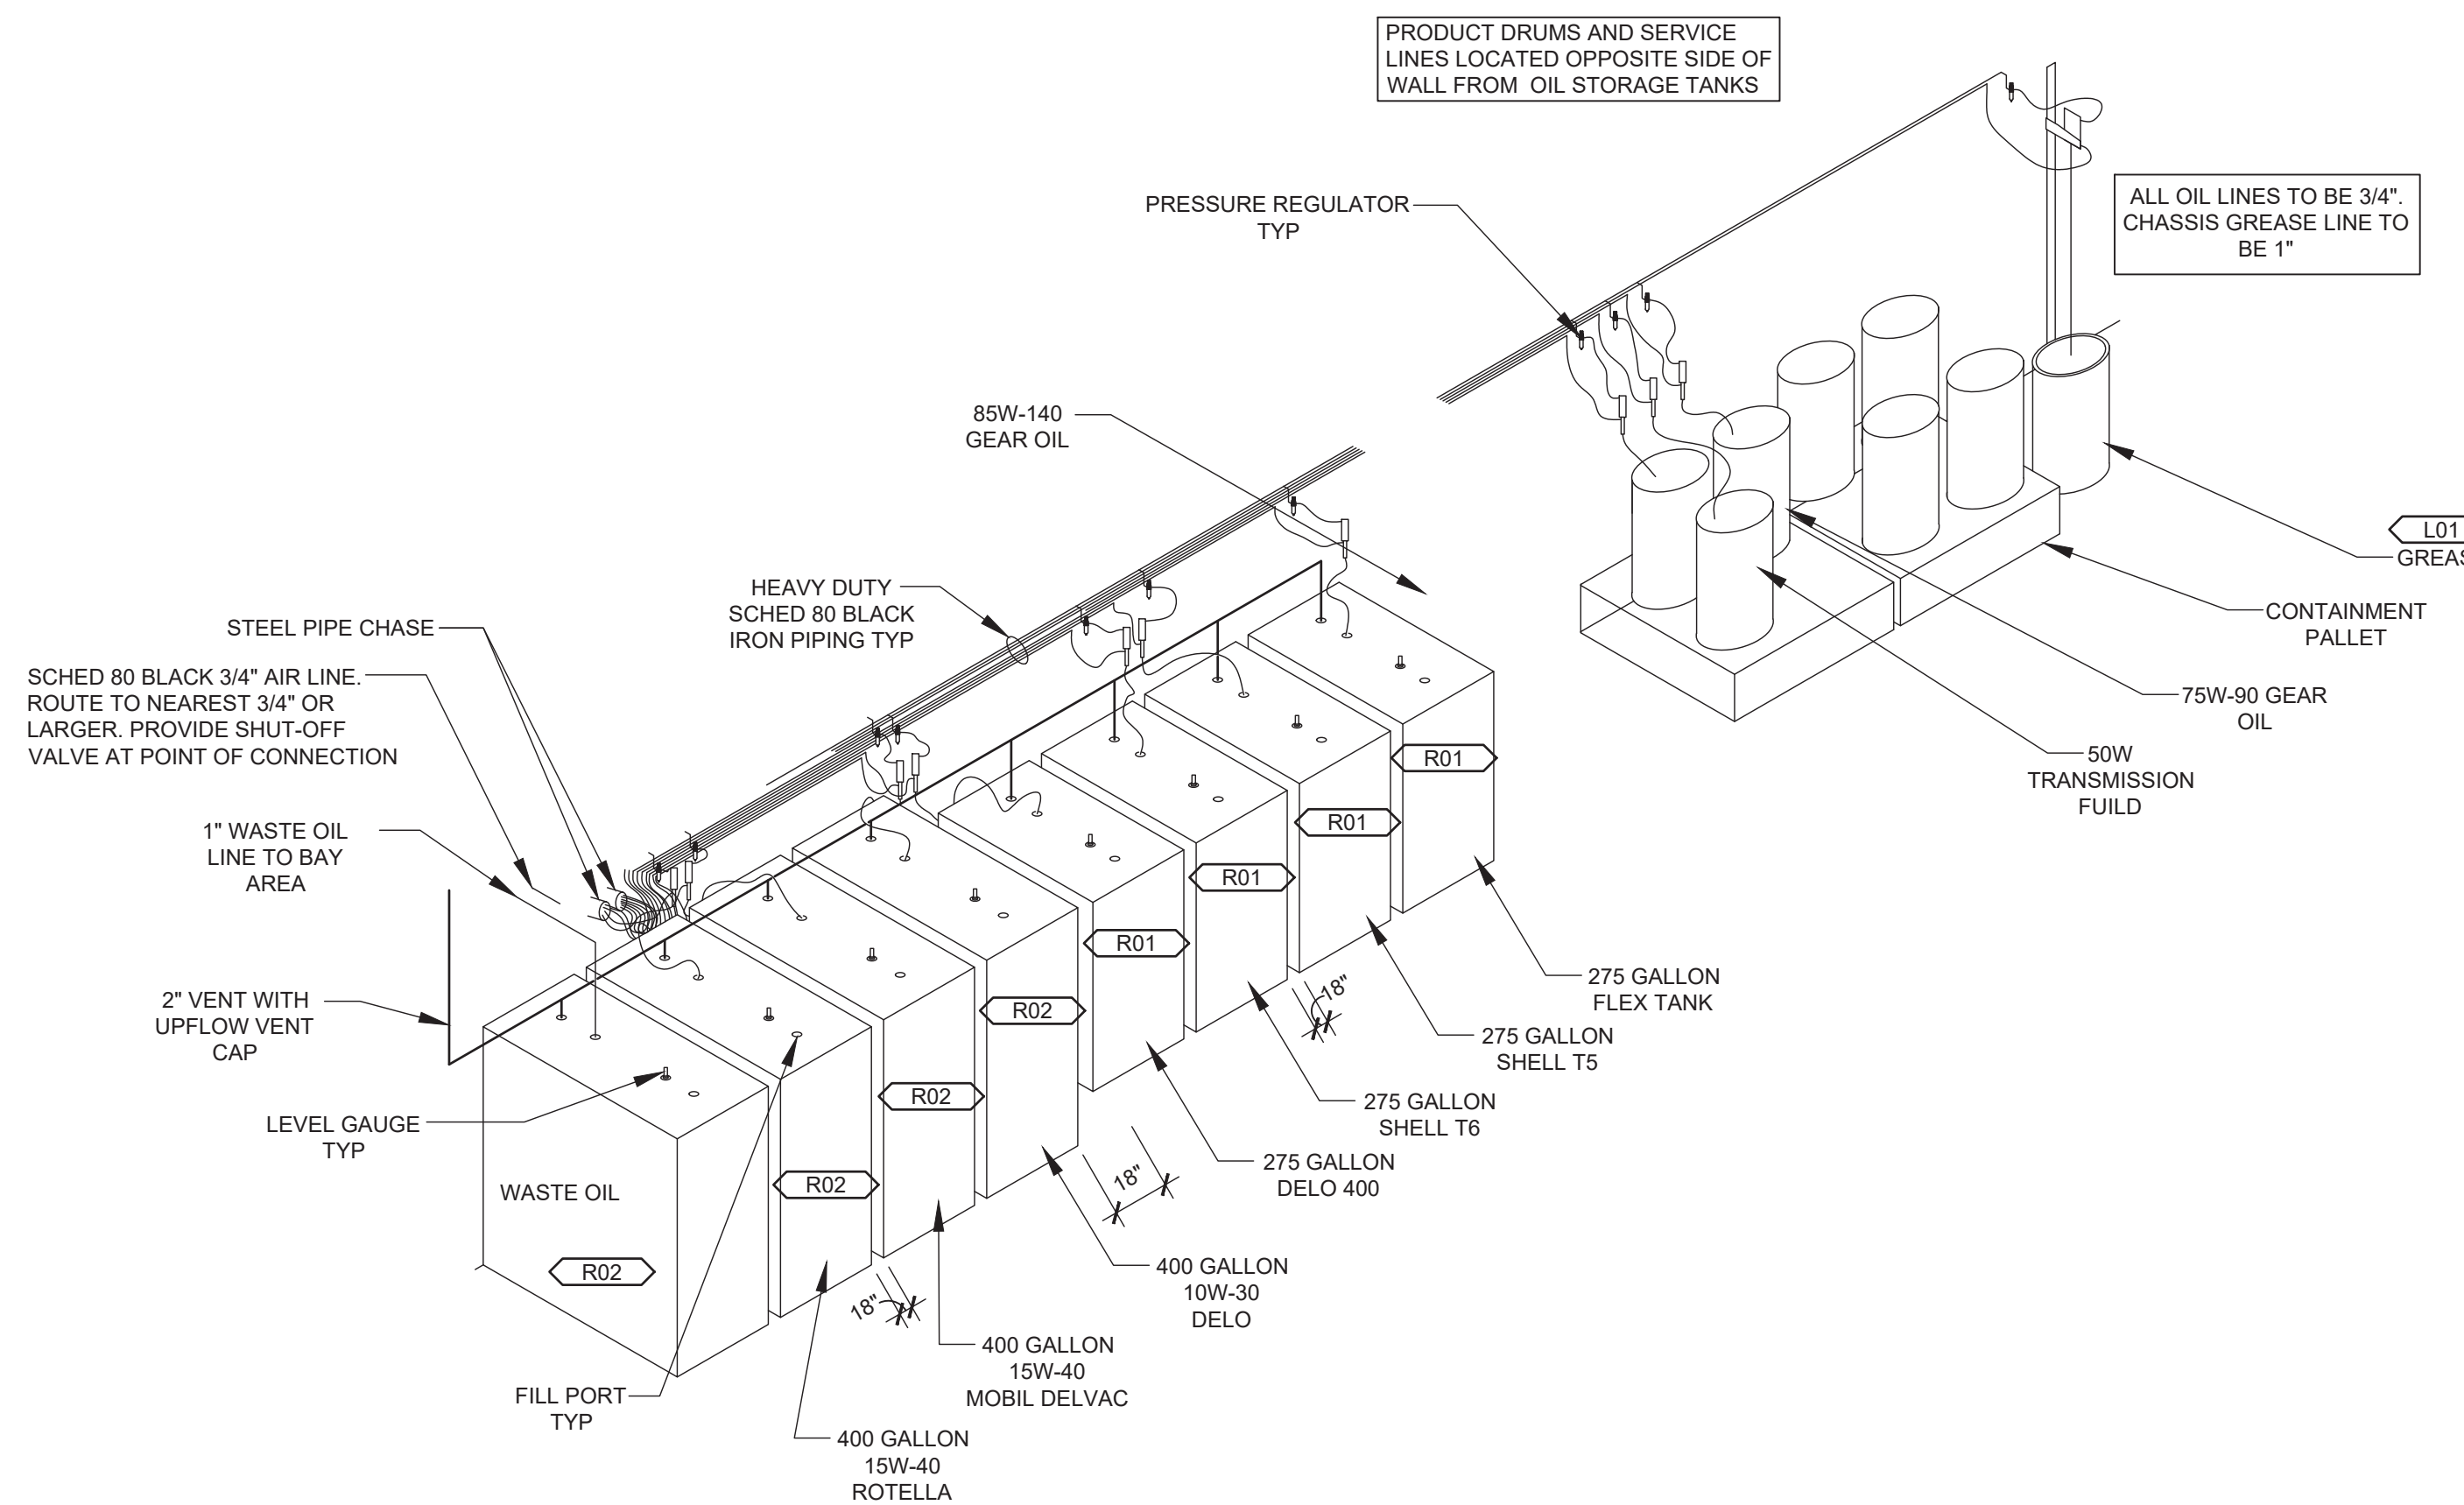 PRODUCT DRUMS AND SERVICE
LINES LOCATED OPPOSITE SIDE OF
WALL FROM OIL STORAGE TANKS
PRESSURE REGULATOR
TYP
ALL OIL LINES TO BE 3/4".
CHASSIS GREASE LINE TO
BE 1"
85W-140
GEAR OIL
L01
HEAVY DUTY
SCHED 80 BLACK
IRON PIPING TYP
CONTAINMENT
PALLET
STEEL PIPE CHASE
SCHED 80 BLACK 3/4" AIR LINE.
ROUTE TO NEAREST 3/4" OR
LARGER. PROVIDE SHUT-OFF
VALVE AT POINT OF CONNECTION
75W-90 GEAR
OIL
50W
TRANSMISSION
FUILD
R01
R01
R01
R01
1" WASTE OIL
LINE TO BAY
AREA
2" VENT WITH
UPFLOW VENT
CAP
R02
R02
R02
R02
LEVEL GAUGE
TYP
WASTE OIL
18"
18"
18"
275 GALLON
FLEX TANK
275 GALLON
SHELL T5
275 GALLON
SHELL T6
275 GALLON
DELO 400
400 GALLON
10W-30
DELO
400 GALLON
15W-40
MOBIL DELVAC
FILL PORT
TYP
400 GALLON
15W-40
ROTELLA